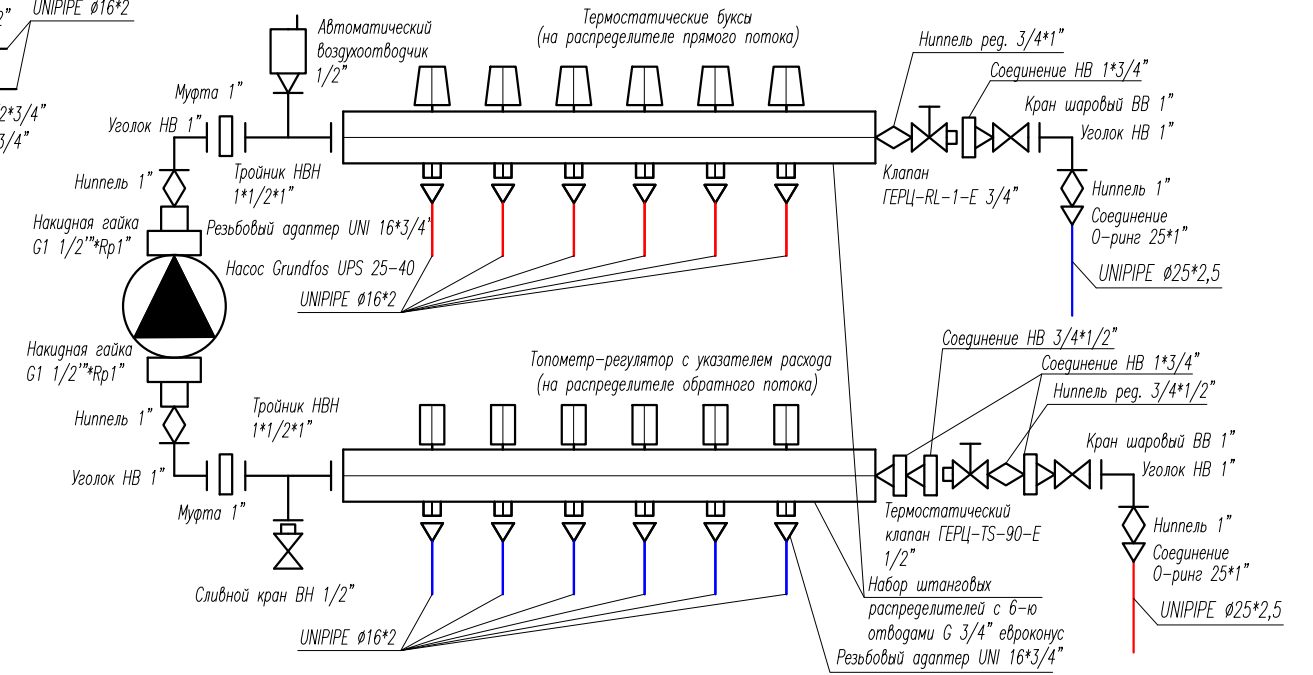 2"
UNIPIPE ø16*2
2*3/4"
3/4"
Автоматический
воздухоотводчик
1/2"
Термостатические буксы
(на распределителе прямого потока)
Ниппель ред. 3/4*1"
Соединение НВ 1*3/4"
Кран шаровый ВВ 1"
Уголок НВ 1"
Муфта 1"
Уголок НВ 1"
Тройник НВН
1*1/2*1"
Клапан
ГЕРЦ-RL-1-E 3/4"
Ниппель 1"
Ниппель 1"
Соединение
О-ринг 25*1"
Накидная гайка
G1 1/2'"*Rp1"
Резьбовый адаптер UNI 16*3/4"
Насос Grundfos UPS 25-40
UNIPIPE ø16*2
UNIPIPE ø25*2,5
Накидная гайка
G1 1/2'"*Rp1"
Топометр-регулятор с указателем расхода
(на распределителе обратного потока)
Соединение НВ 3/4*1/2"
Соединение НВ 1*3/4"
Ниппель ред. 3/4*1/2"
Ниппель 1"
Тройник НВН
1*1/2*1"
Кран шаровый ВВ 1"
Уголок НВ 1"
Уголок НВ 1"
Муфта 1"
Термостатический
клапан ГЕРЦ-TS-90-E
1/2"
Ниппель 1"
Соединение
О-ринг 25*1"
Сливной кран ВН 1/2"
Набор штанговых
распределителей с 6-ю
отводами G 3/4" евроконус
UNIPIPE ø25*2,5
UNIPIPE ø16*2
Резьбовый адаптер UNI 16*3/4"